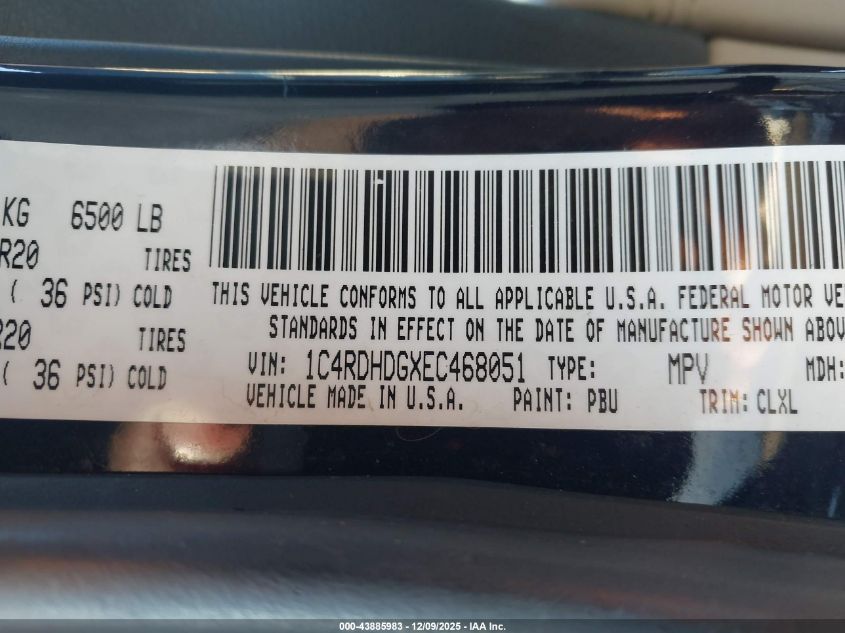 KG 6500 LB
R20 TIRES
( 36 PSI) COLD
R20 TIRES
( 36 PSI) COLD
THIS VEHICLE CONFORMS TO ALL APPLICABLE U.S.A. FEDERAL MOTOR VE
STANDARDS IN EFFECT ON THE DATE OF MANUFACTURE SHOWN ABOV
VIN: 1C4RDHDGXEC468051 TYPE: MPV MDH:
VEHICLE MADE IN U.S.A. PAINT: PBU TRIM: CLXL
000-43885983 - 12/09/2025 - IAA Inc.